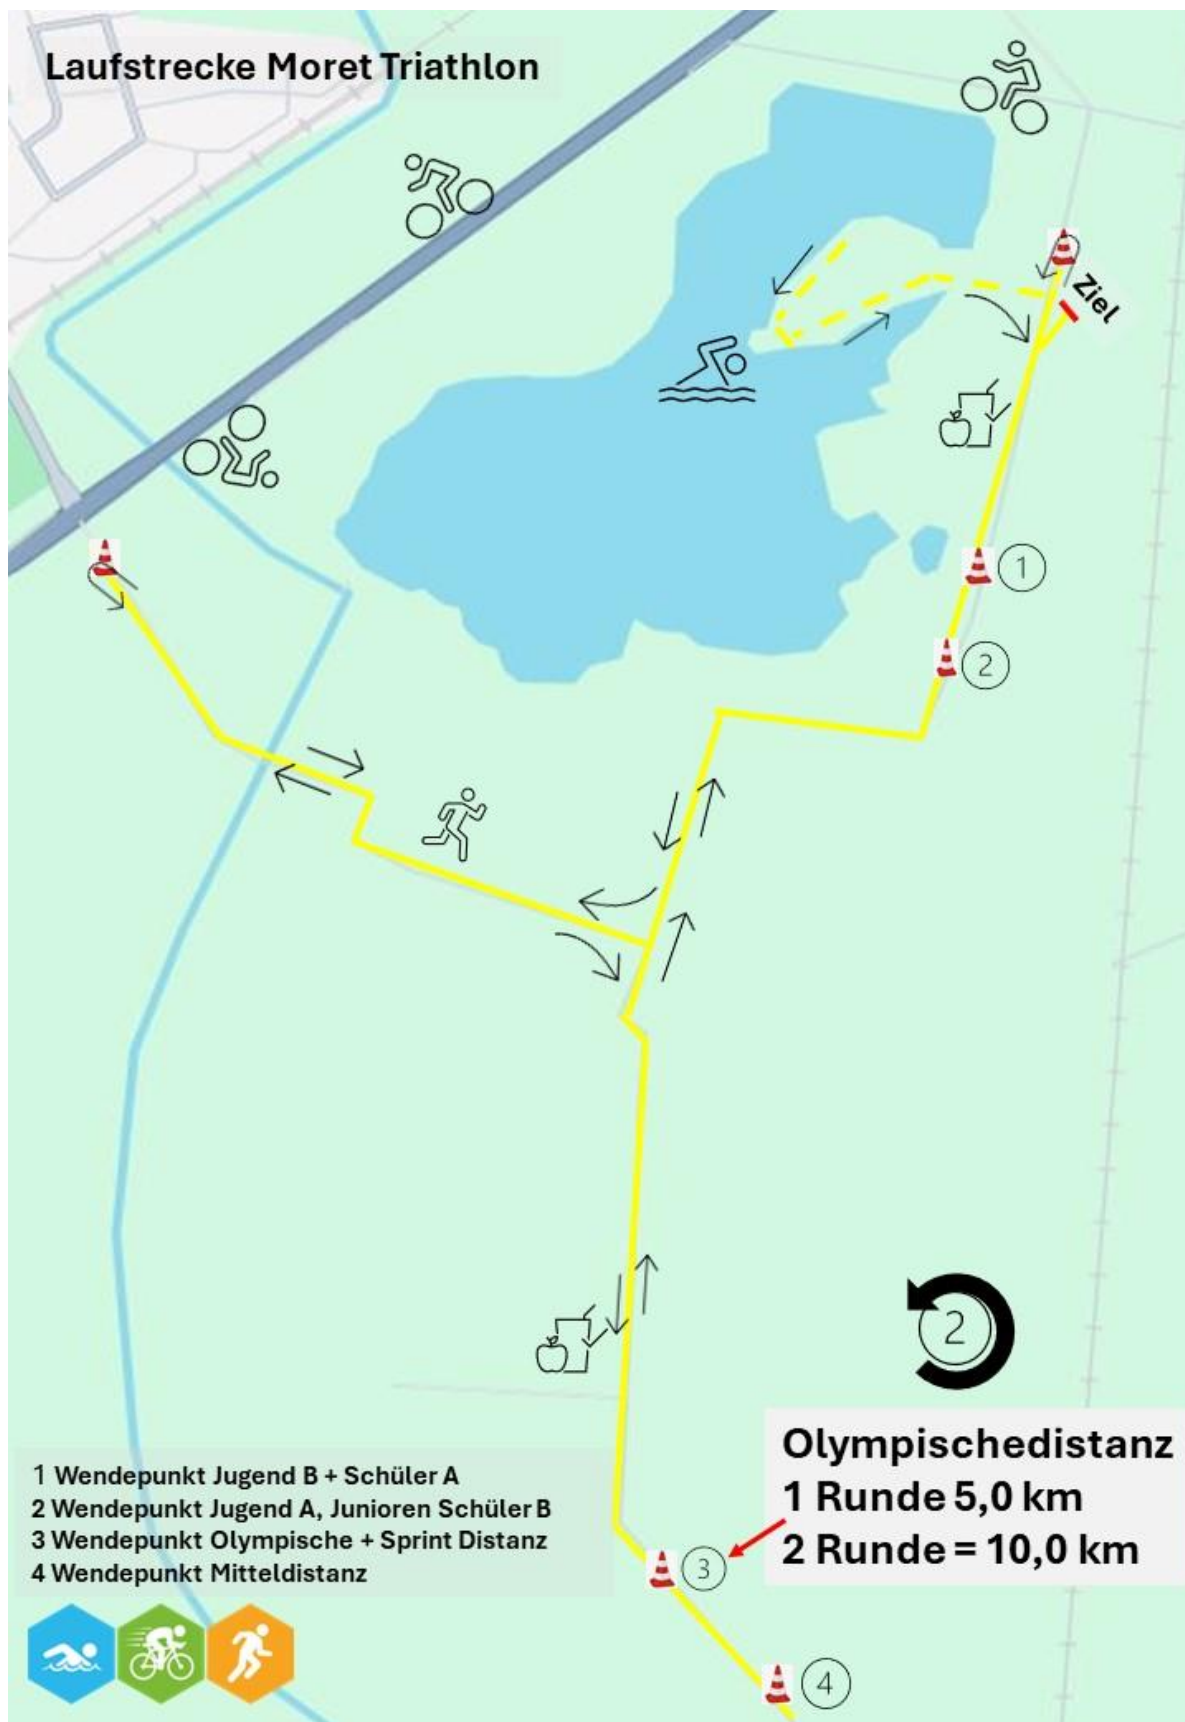 Laufstrecke Moret Triathlon
Ziel
1
2
2
Olympischedistanz
1 Runde 5,0 km
2 Runde = 10,0 km
1 Wendepunkt Jugend B + Schüler A
2 Wendepunkt Jugend A, Junioren Schüler B
3 Wendepunkt Olympische + Sprint Distanz
4 Wendepunkt Mitteldistanz
3
4